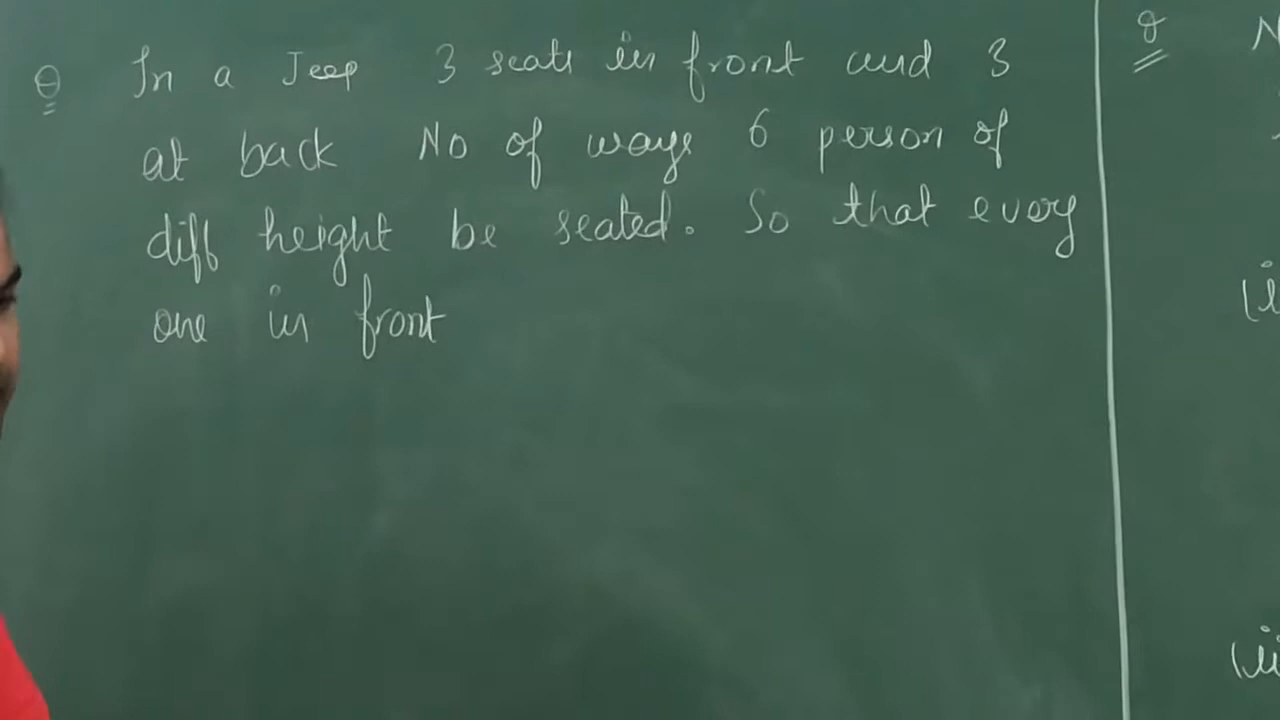 Q In a Jeep 3 seats in front and 3
at back No of ways 6 person of
diff height be seated. So that every
one in front
Q N
(i
(ii